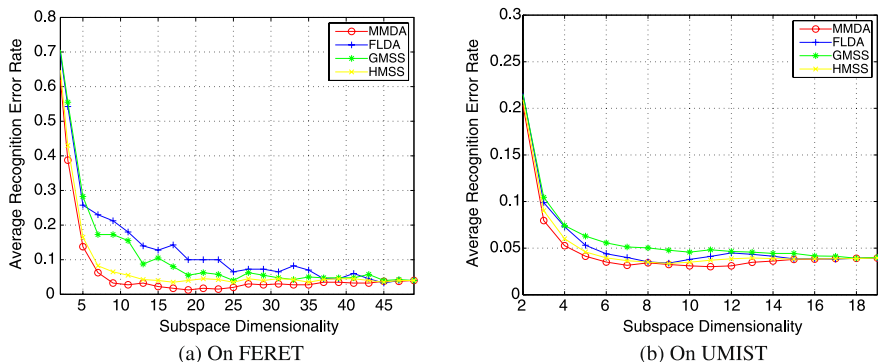 MMDA
FLDA
GMSS
HMSS
Average Recognition Error Rate
0.8
0.7
0.6
0.5
0.4
0.3
0.2
0.1
0
5 10 15 20 25 30 35 40 45
Subspace Dimensionality
(a) On FERET
MMDA
FLDA
GMSS
HMSS
Average Recognition Error Rate
0.3
0.25
0.2
0.15
0.1
0.05
0
2 4 6 8 10 12 14 16 18
Subspace Dimensionality
(b) On UMIST